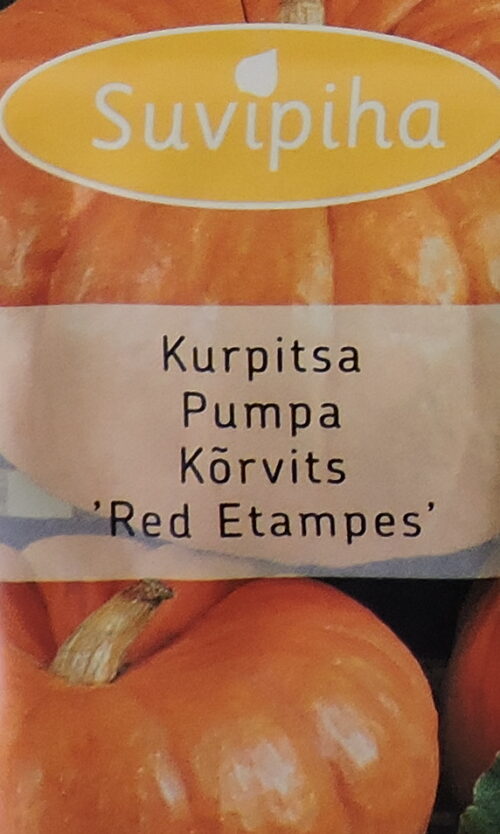 Suvipiha
Kurpitsa
Pumpa
Kõrvits
'Red Etampes'